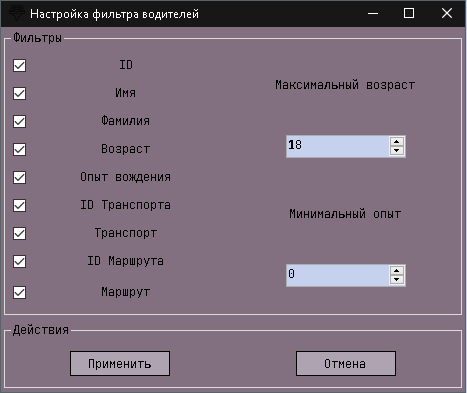 Настройка фильтра водителей
Фильтры
ID
Имя
Фамилия
Возраст
Опыт вождения
ID Транспорта
Транспорт
ID Маршрута
Маршрут
Максимальный возраст
18
Минимальный опыт
0
Действия
Применить
Отмена